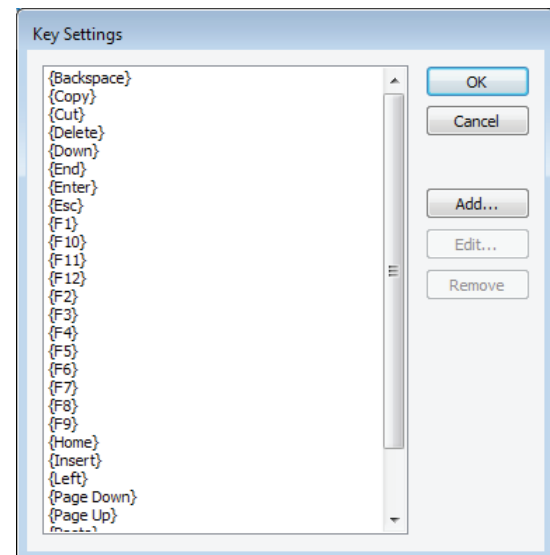 Key Settings
{Backspace}
{Copy}
{Cut}
{Delete}
{Down}
{End}
{Enter}
{Esc}
{F1}
{F10}
{F11}
{F12}
{F2}
{F3}
{F4}
{F5}
{F6}
{F7}
{F8}
{F9}
{Home}
{Insert}
{Left}
{Page Down}
{Page Up}
OK
Cancel
Add...
Edit...
Remove